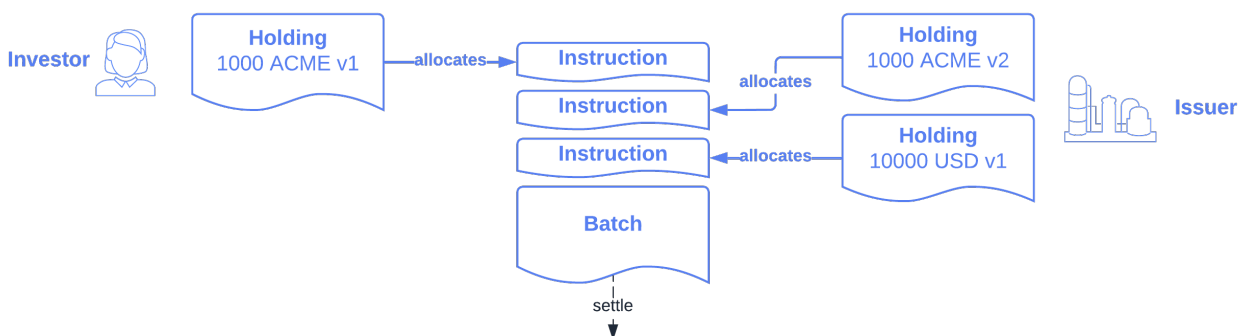 Investor
Holding
1000 ACME v1
allocates
Instruction
Instruction
Instruction
Batch
settle
allocates
allocates
Holding
1000 ACME v2
Holding
10000 USD v1
Issuer